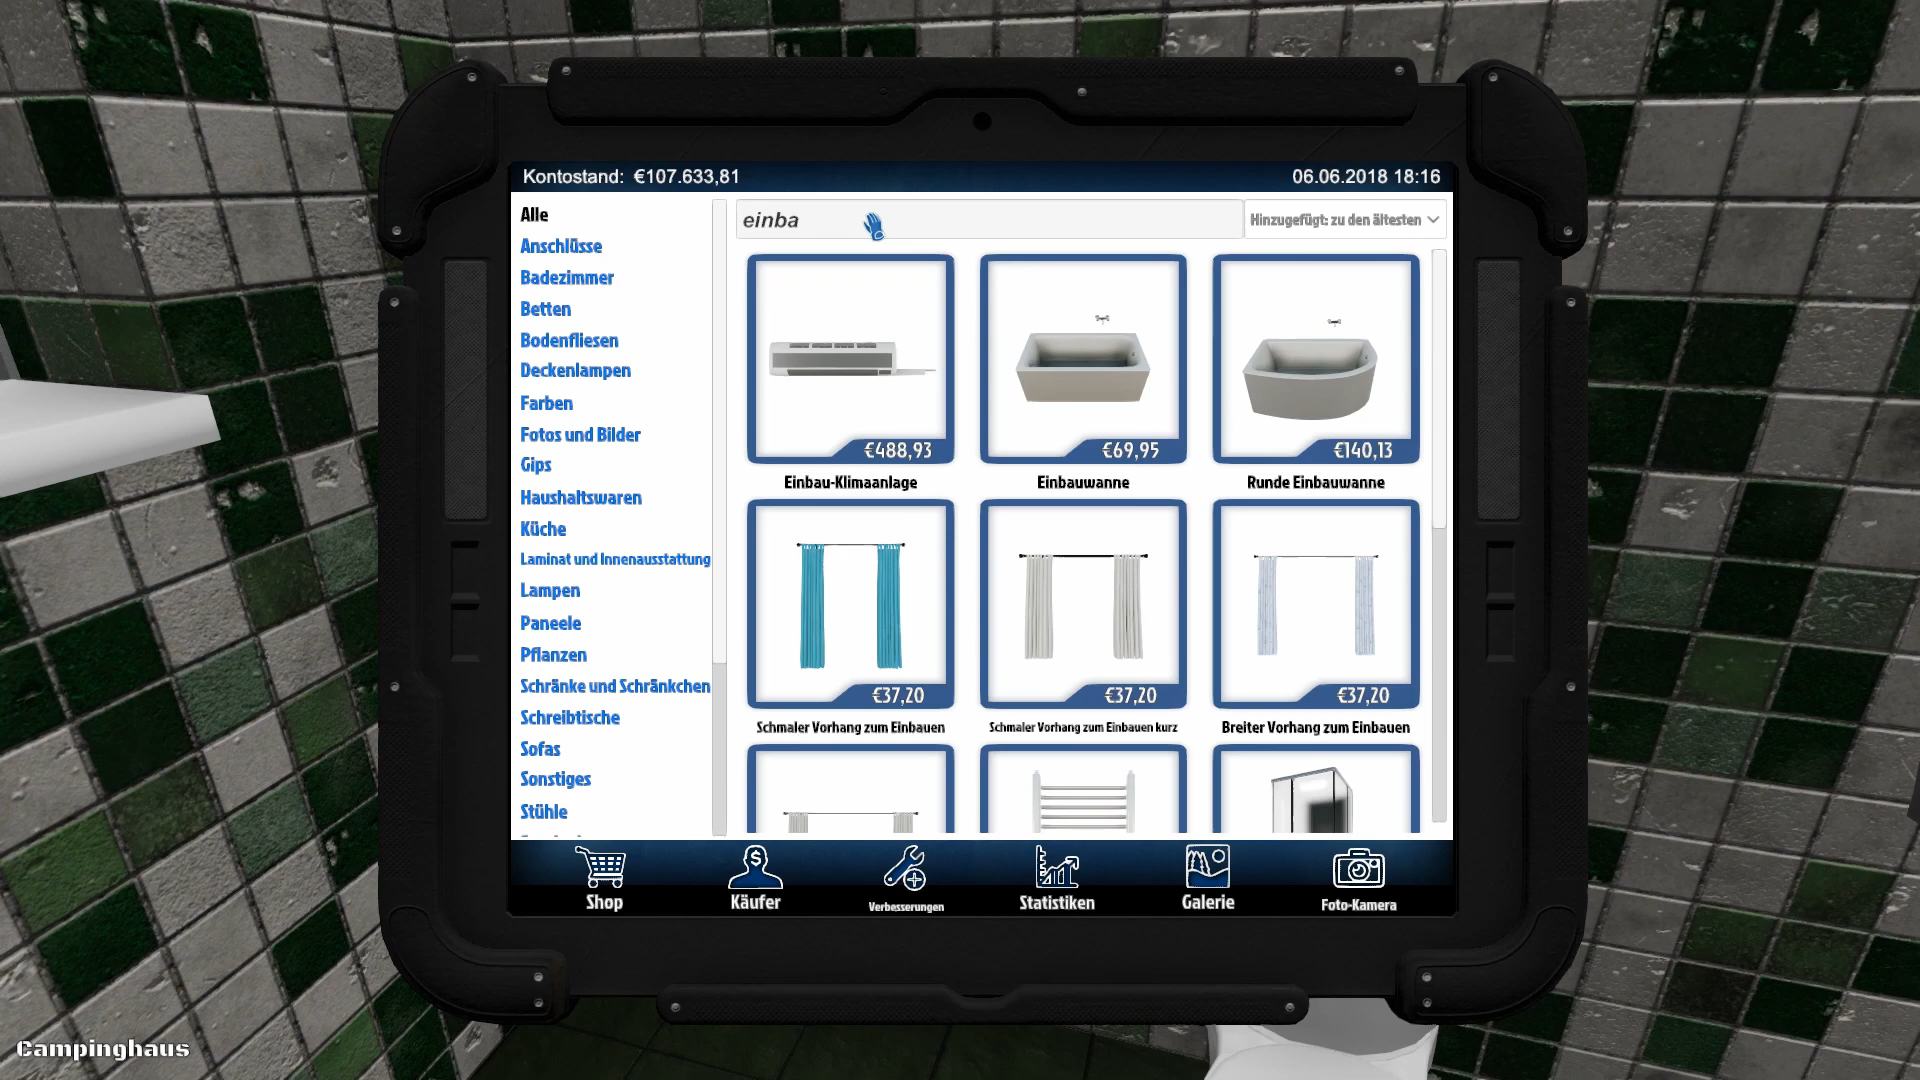 Kontostand: €107.633,81
06.06.2018 18:16
Alle
Anschlüsse
Badezimmer
Betten
Bodenfliesen
Deckenlampen
Farben
Fotos und Bilder
Gips
Haushaltswaren
Küche
Laminat und Innenausstattung
Lampen
Paneele
Pflanzen
Schränke und Schränkchen
Schreibtische
Sofas
Sonstiges
Stühle
einba
Hinzugefügt: zu den ältesten
€488,93
€69,95
€140,13
Einbau-Klimaanlage
Einbauwanne
Runde Einbauwanne
€37,20
€37,20
€37,20
Schmaler Vorhang zum Einbauen
Schmaler Vorhang zum Einbauen kurz
Breiter Vorhang zum Einbauen
Shop
Käufer
Verbesserungen
Statistiken
Galerie
Foto-Kamera
Campinghaus